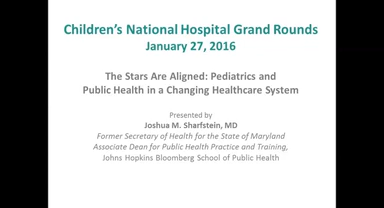 Children's National Hospital Grand Rounds
January 27, 2016
The Stars Are Aligned: Pediatrics and
Public Health in a Changing Healthcare System
Presented by
Joshua M. Sharfstein, MD
Former Secretary of Health for the State of Maryland
Associate Dean for Public Health Practice and Training,
Johns Hopkins Bloomberg School of Public Health